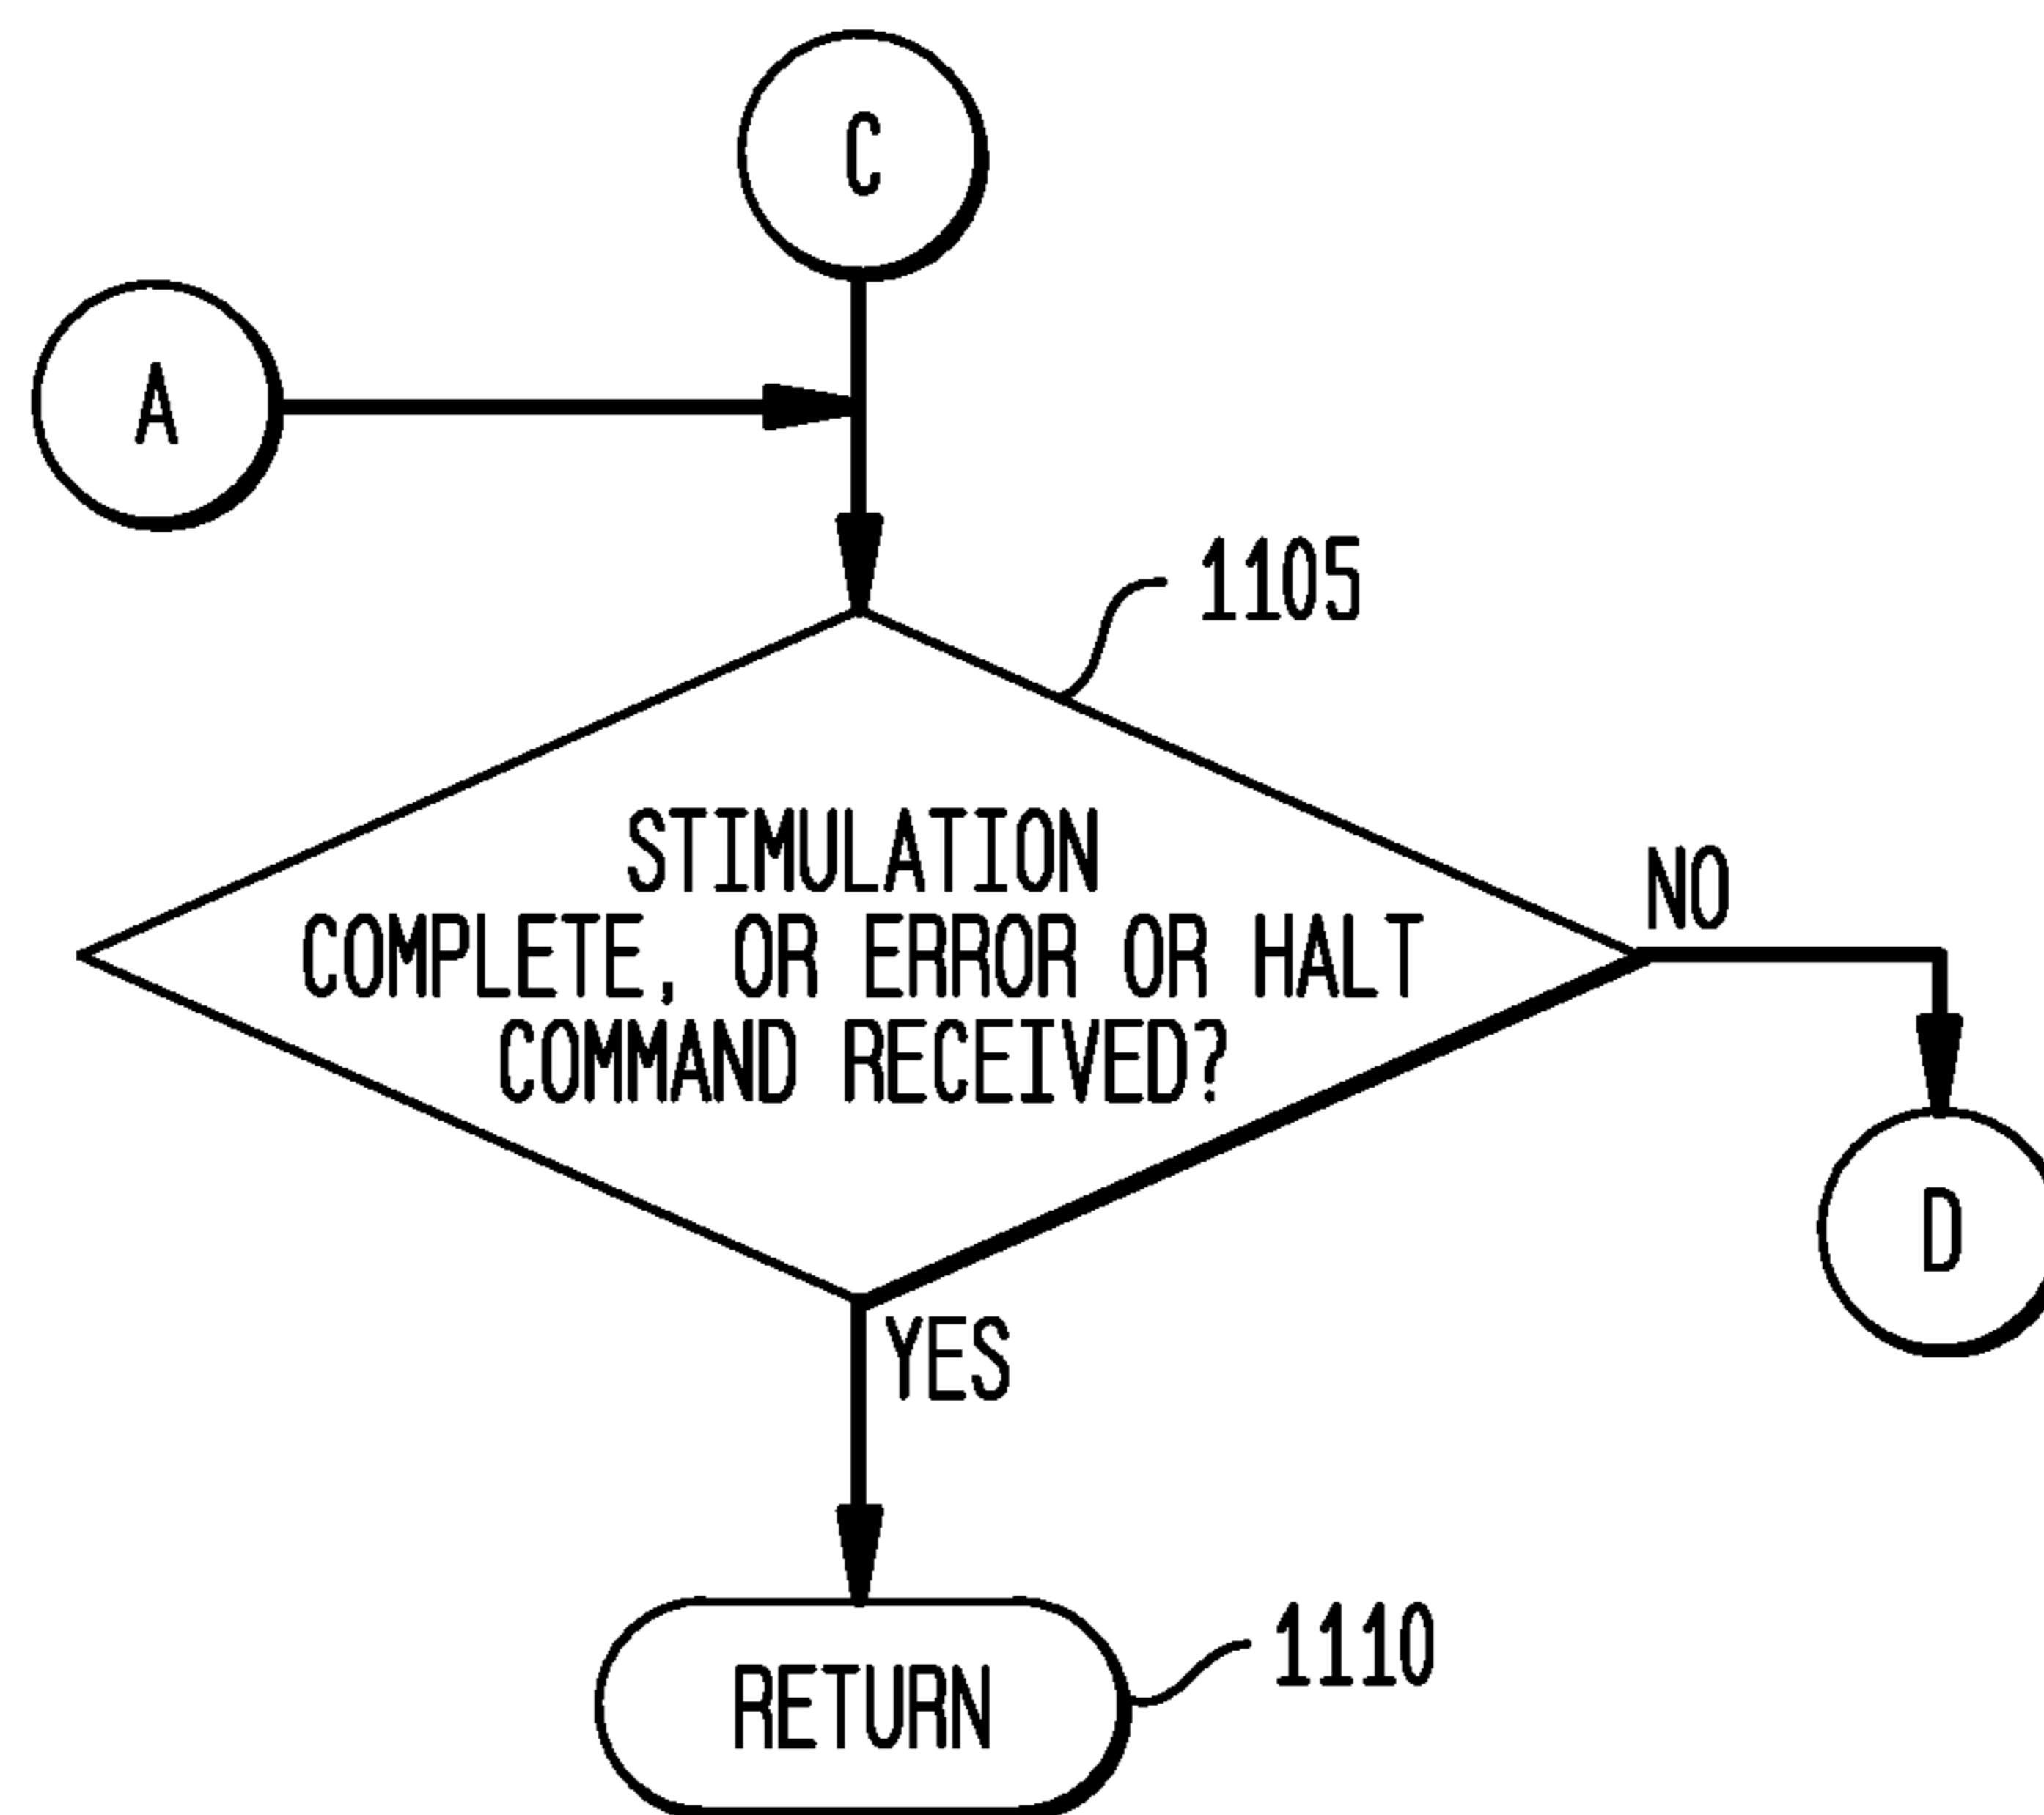 C
A
1105
STIMULATION
COMPLETE, OR ERROR OR HALT
COMMAND RECEIVED?
NO
D
YES
RETURN
1110